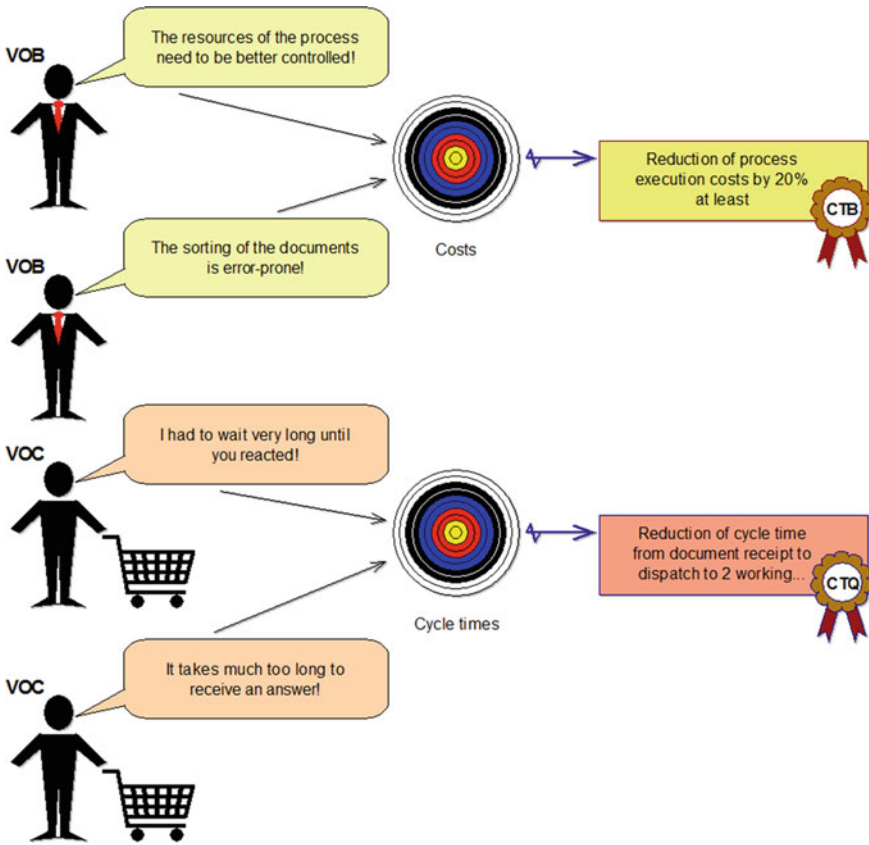 VOB
The resources of the process
need to be better controlled!
Costs
Reduction of process
execution costs by 20%
at least
CTB
VOB
The sorting of the documents
is error-prone!
VOC
I had to wait very long until
you reacted!
Cycle times
Reduction of cycle time
from document receipt to
dispatch to 2 working...
CTQ
VOC
It takes much too long to
receive an answer!